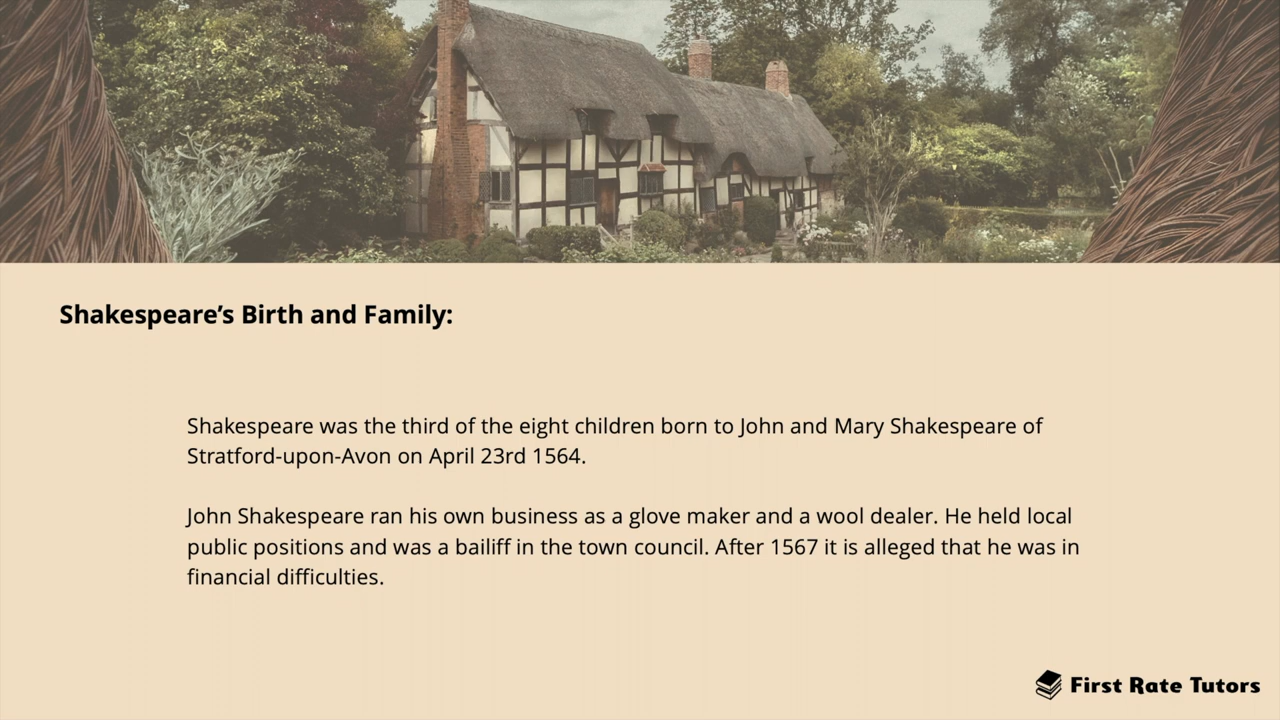 Shakespeare’s Birth and Family:
Shakespeare was the third of the eight children born to John and Mary Shakespeare of
Stratford-upon-Avon on April 23rd 1564.
John Shakespeare ran his own business as a glove maker and a wool dealer. He held local
public positions and was a bailiff in the town council. After 1567 it is alleged that he was in
financial difficulties.
First Rate Tutors